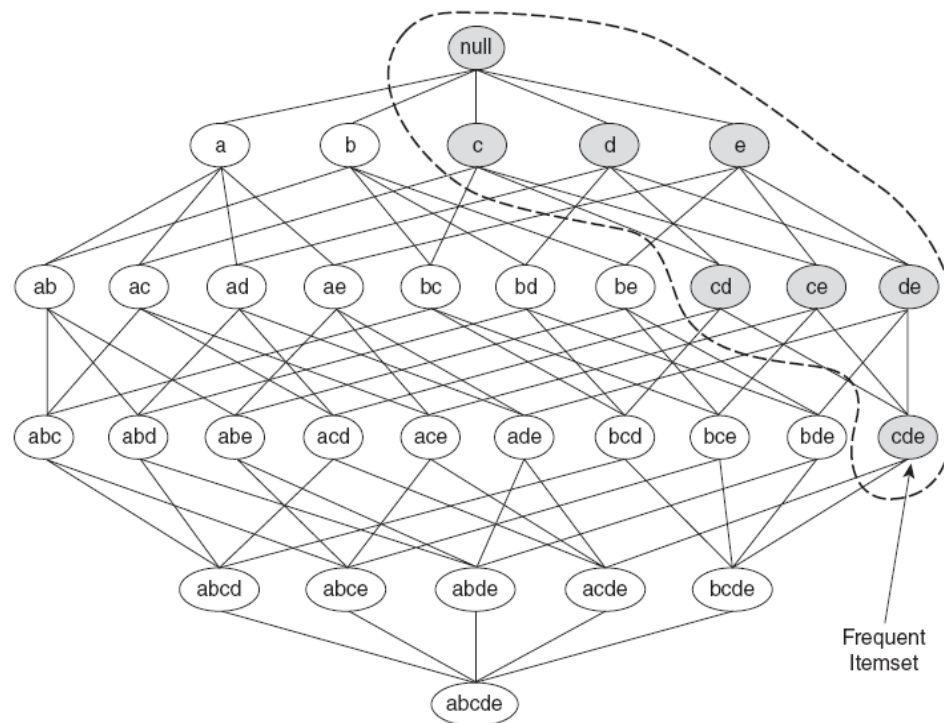 null
a b c d e
ab ac ad ae bc bd be cd ce de
abc abd abe acd ace ade bcd bce bde cde
abcd abce abde acde bcde
Frequent
Itemset
abcde